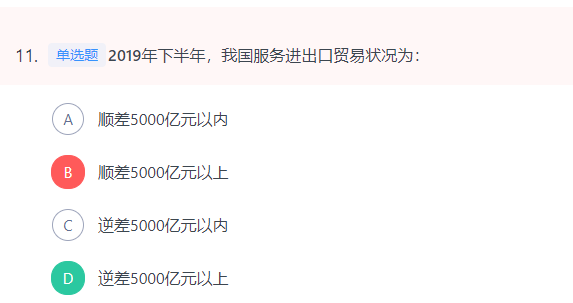 11. 单选题 2019年下半年，我国服务进出口贸易状况为：
A 顺差5000亿元以内
B 顺差5000亿元以上
C 逆差5000亿元以内
D 逆差5000亿元以上